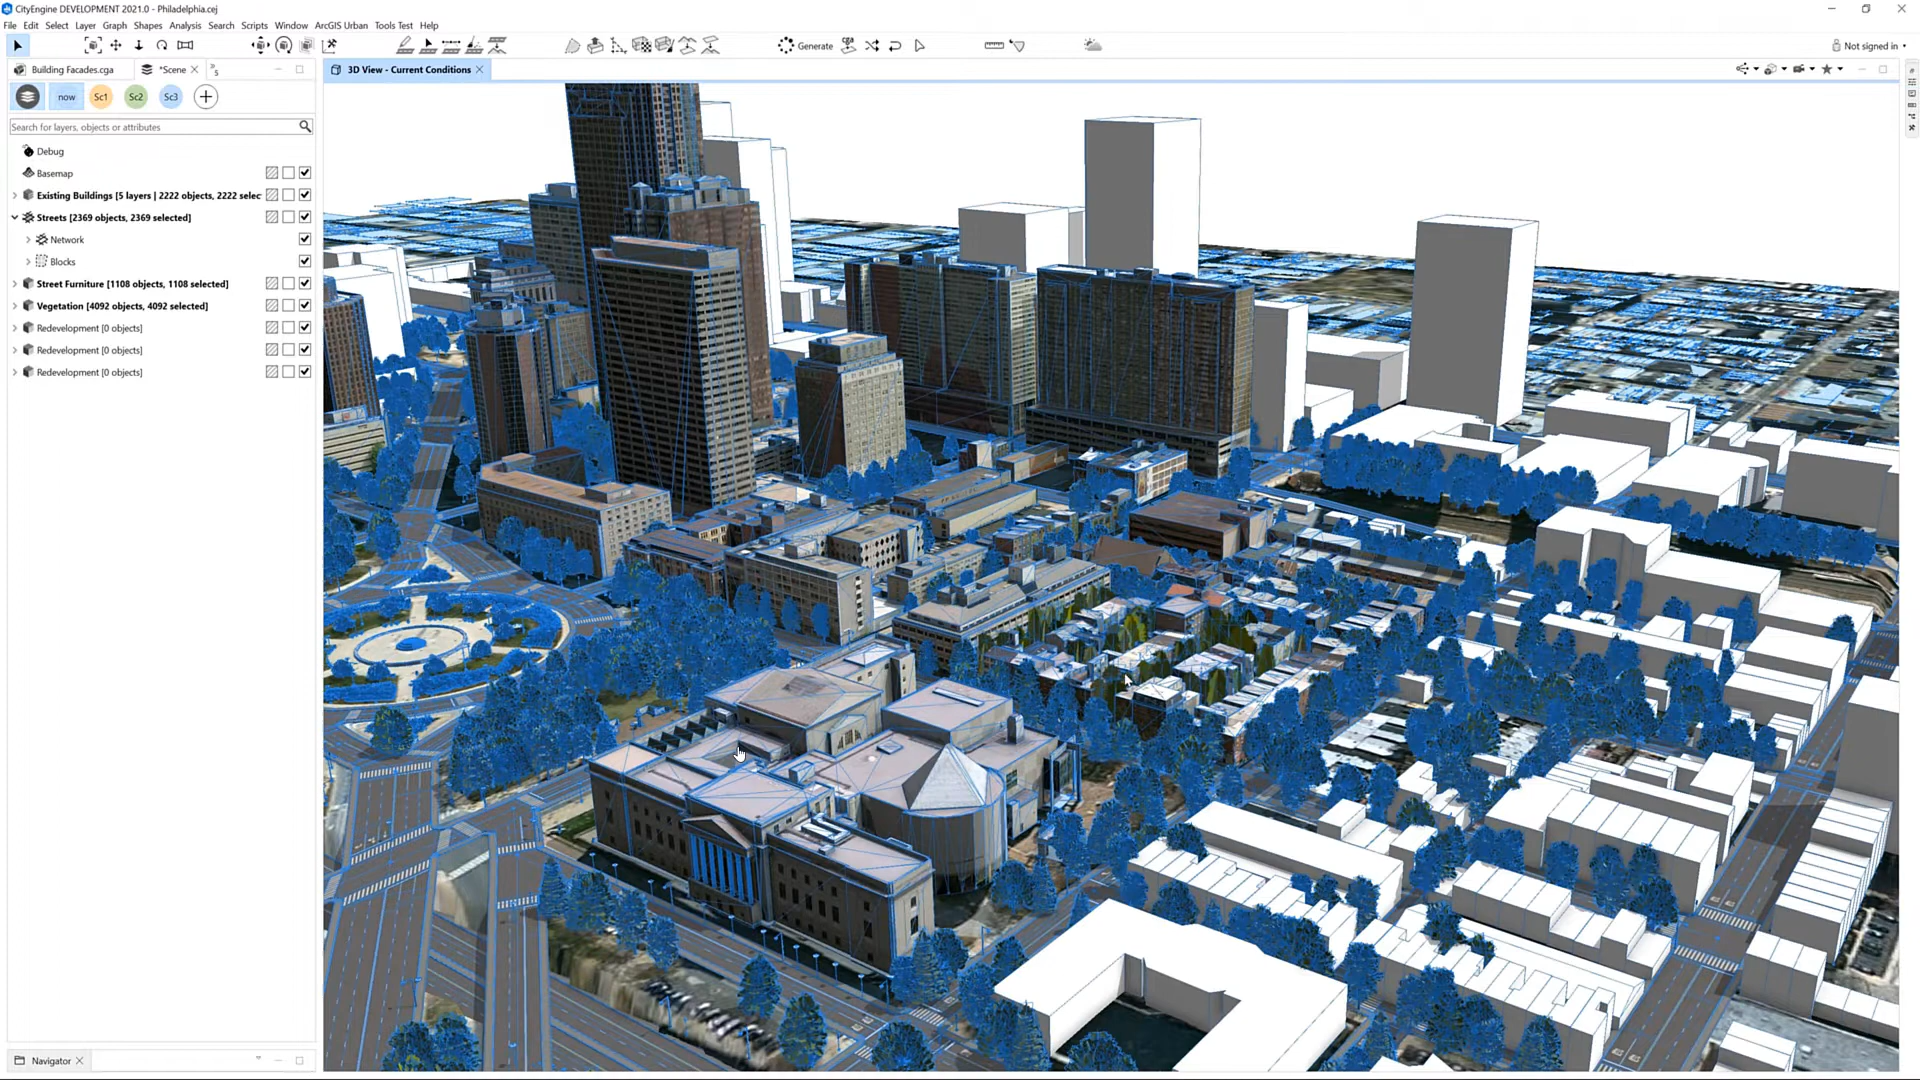 CityEngine DEVELOPMENT 2021.0 - Philadelphia.cej
File Edit Select Layer Graph Shapes Analysis Search Scripts Window ArcGIS Urban Tools Test Help
Generate
cga
Not signed in
Building Facades.cga
*Scene
5
3D View - Current Conditions
now
Sc1
Sc2
Sc3
Search for layers, objects or attributes
Debug
Basemap
Existing Buildings [5 layers | 2222 objects, 2222 selec
Streets [2369 objects, 2369 selected]
Network
Blocks
Street Furniture [1108 objects, 1108 selected]
Vegetation [4092 objects, 4092 selected]
Redevelopment [0 objects]
Redevelopment [0 objects]
Redevelopment [0 objects]
Navigator